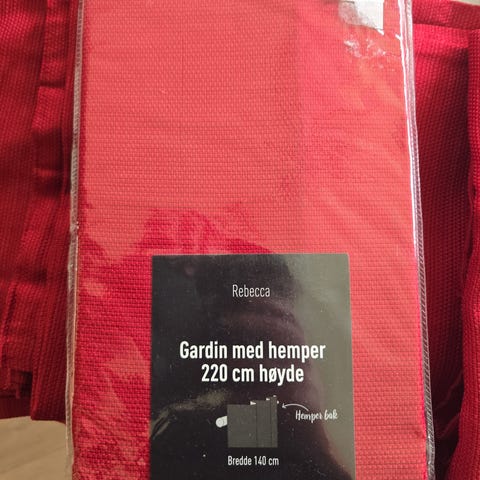 Rebecca
Gardin med hemper
220 cm høyde
Hemper bak
Bredde 140 cm